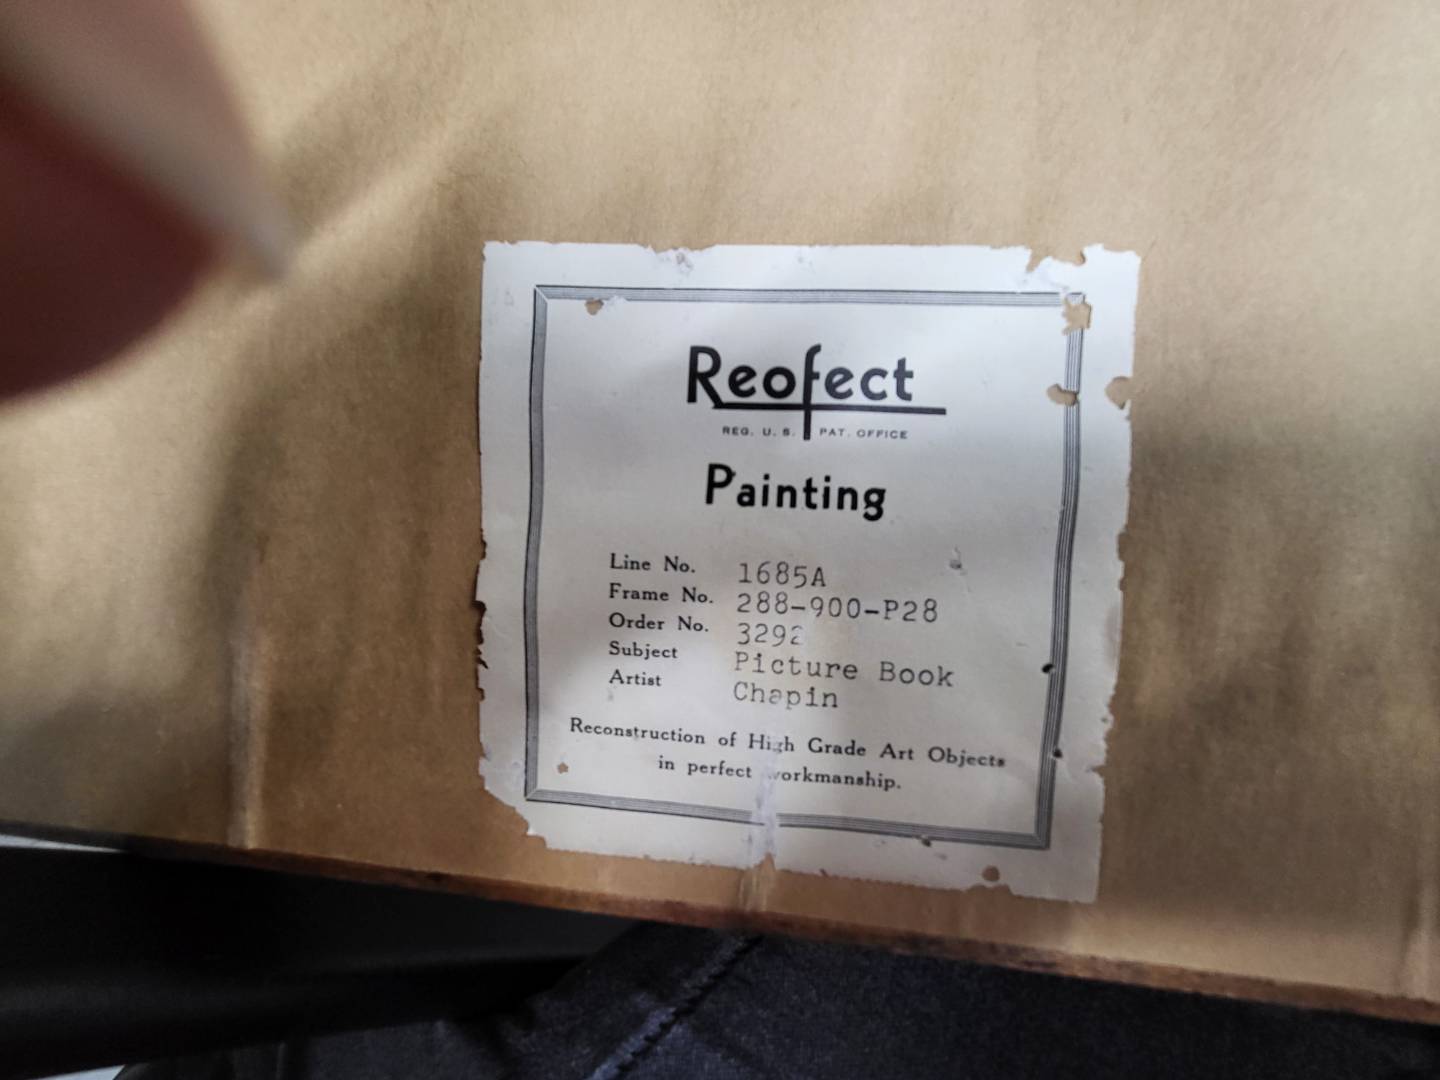 Reofect
REG. U. S. PAT. OFFICE
Painting
Line No. 1685A
Frame No. 288-900-P28
Order No. 3292
Subject Picture Book
Artist Chapin
Reconstruction of High Grade Art Objects
in perfect workmanship.